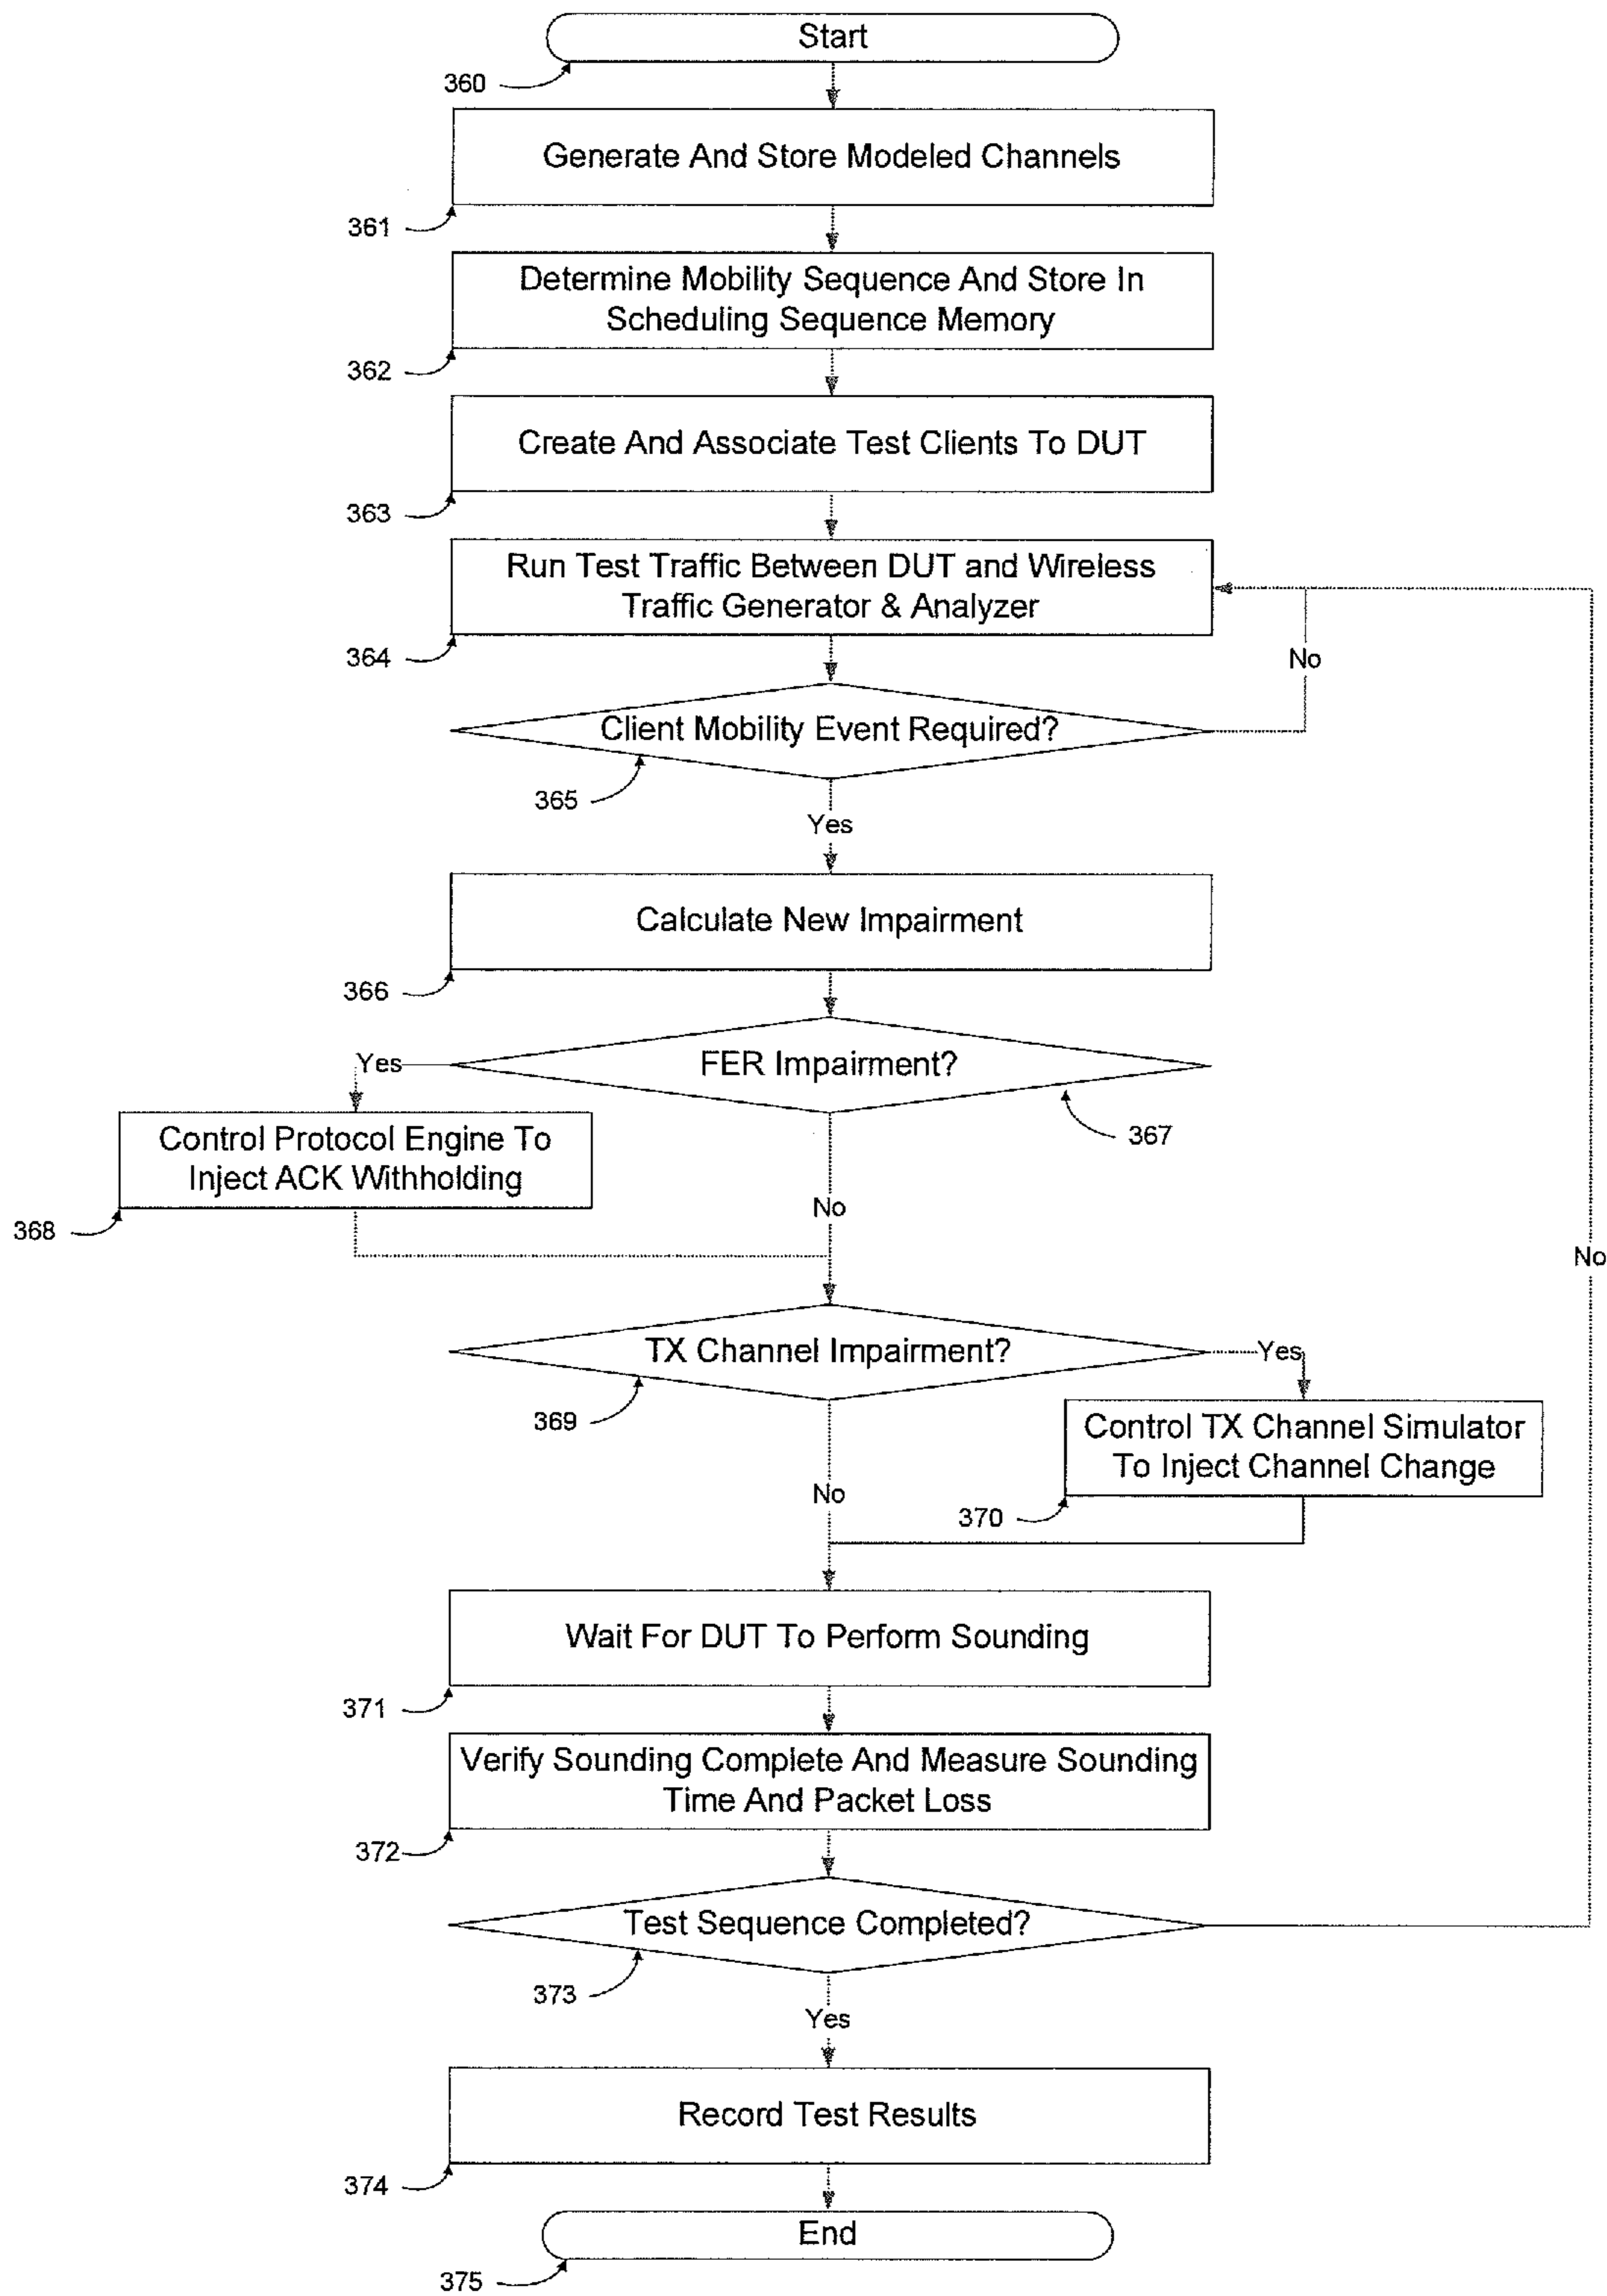 Start
360
Generate And Store Modeled Channels
361
Determine Mobility Sequence And Store In
Scheduling Sequence Memory
362
Create And Associate Test Clients To DUT
363
Run Test Traffic Between DUT and Wireless
Traffic Generator & Analyzer
364
No
Client Mobility Event Required?
365
Yes
Calculate New Impairment
366
Yes
FER Impairment?
367
Control Protocol Engine To
Inject ACK Withholding
368
No
No
TX Channel Impairment?
Yes
369
Control TX Channel Simulator
To Inject Channel Change
370
No
Wait For DUT To Perform Sounding
371
Verify Sounding Complete And Measure Sounding
Time And Packet Loss
372
Test Sequence Completed?
373
Yes
Record Test Results
374
End
375